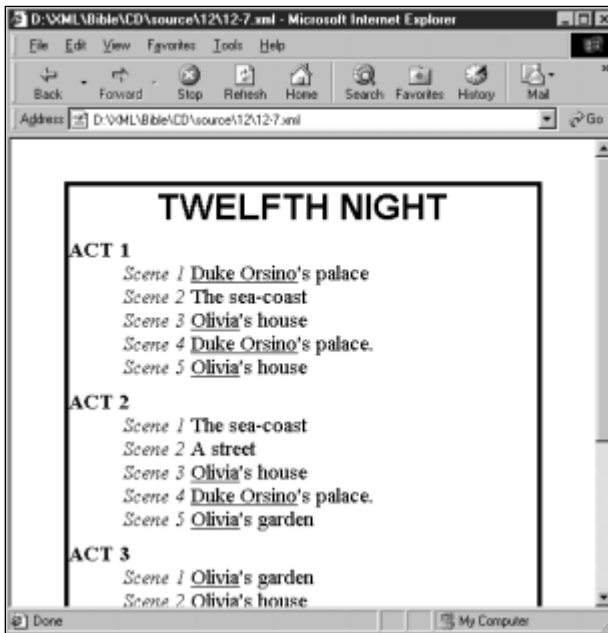 D:\XML\Bible\CD\source\12\12-7.xml - Microsoft Internet Explorer
File Edit View Favorites Tools Help
Back Forward Stop Refresh Home Search Favorites History Mail »
Address D:\XML\Bible\CD\source\12\12-7.xml Go
TWELFTH NIGHT
ACT 1
Scene 1 Duke Orsino's palace
Scene 2 The sea-coast
Scene 3 Olivia's house
Scene 4 Duke Orsino's palace.
Scene 5 Olivia's house
ACT 2
Scene 1 The sea-coast
Scene 2 A street
Scene 3 Olivia's house
Scene 4 Duke Orsino's palace.
Scene 5 Olivia's garden
ACT 3
Scene 1 Olivia's garden
Scene 2 Olivia's house
Done My Computer